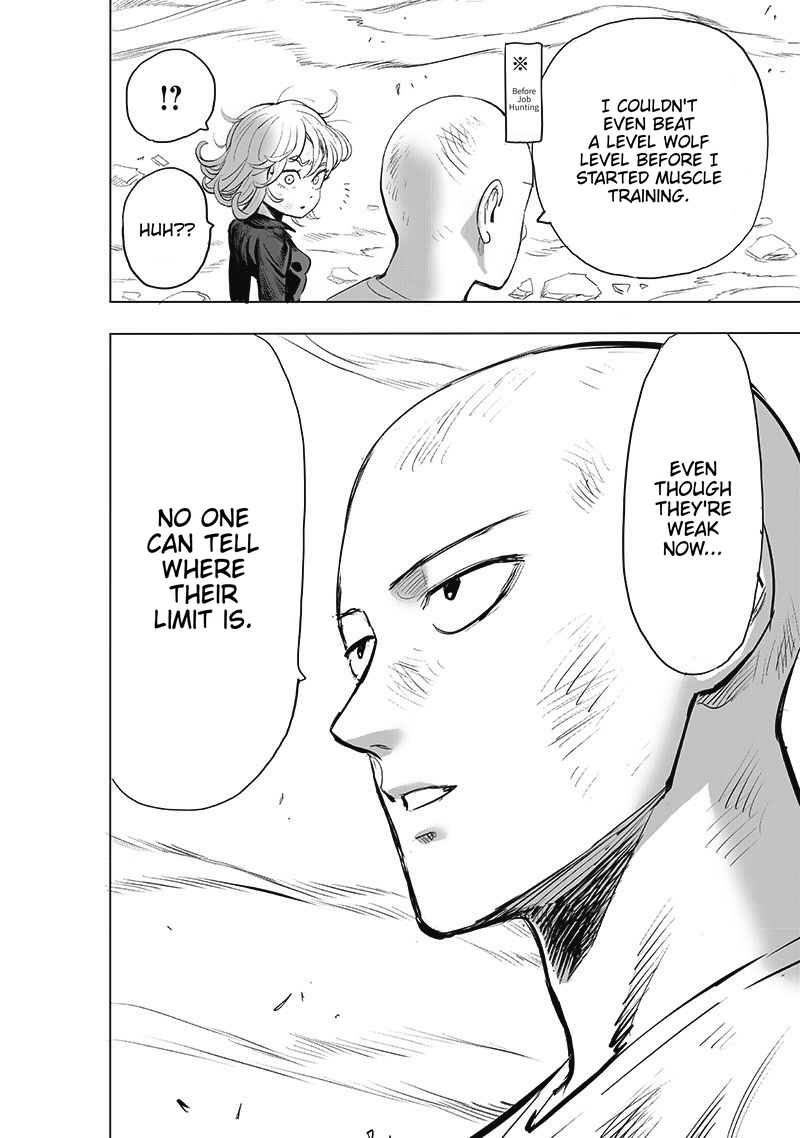 I COULDN'T
EVEN BEAT
A LEVEL WOLF
LEVEL BEFORE I
STARTED MUSCLE
TRAINING.
※
Before
Job
Hunting
!?
HUH??
EVEN
THOUGH
THEY'RE
WEAK
NOW...
NO ONE
CAN TELL
WHERE
THEIR
LIMIT IS.